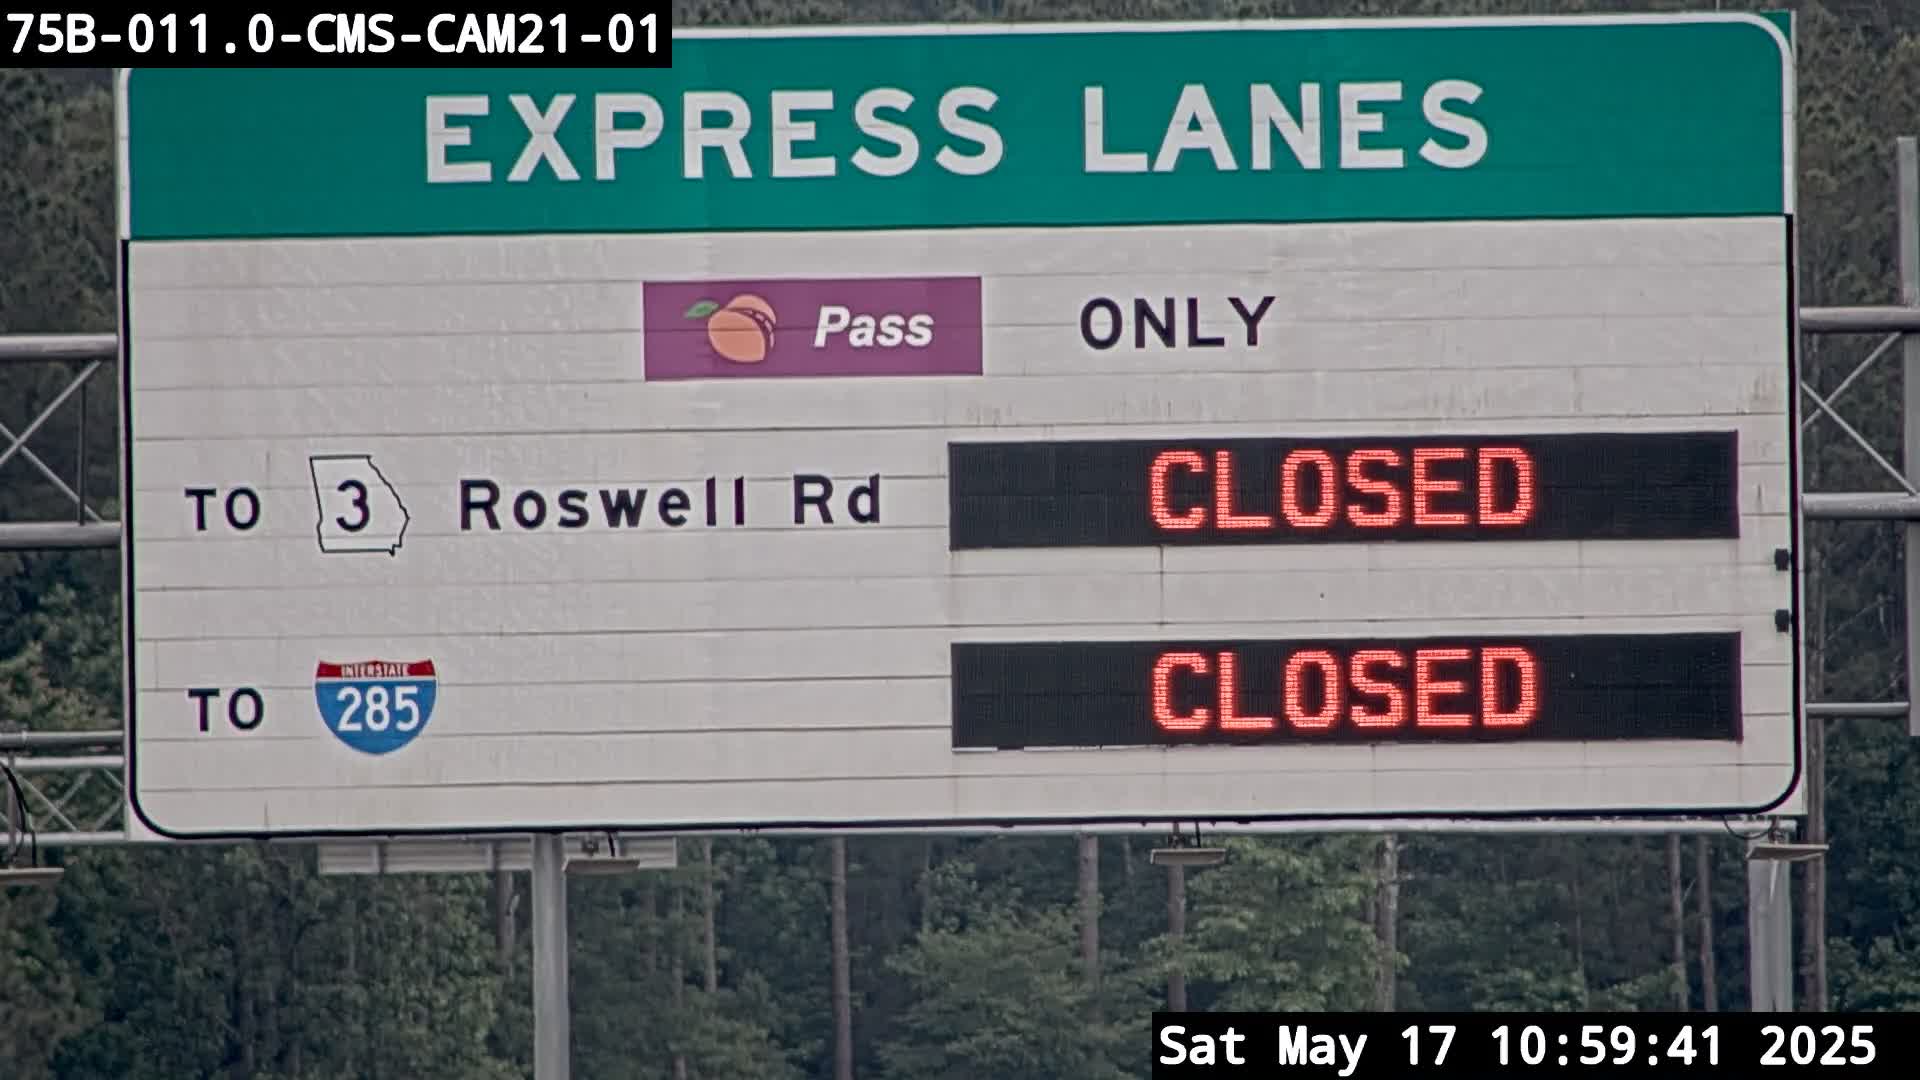 75B-011.0-CMS-CAM21-01
EXPRESS LANES
Pass ONLY
TO 3 Roswell Rd CLOSED
TO INTERSTATE 285 CLOSED
Sat May 17 10:59:41 2025